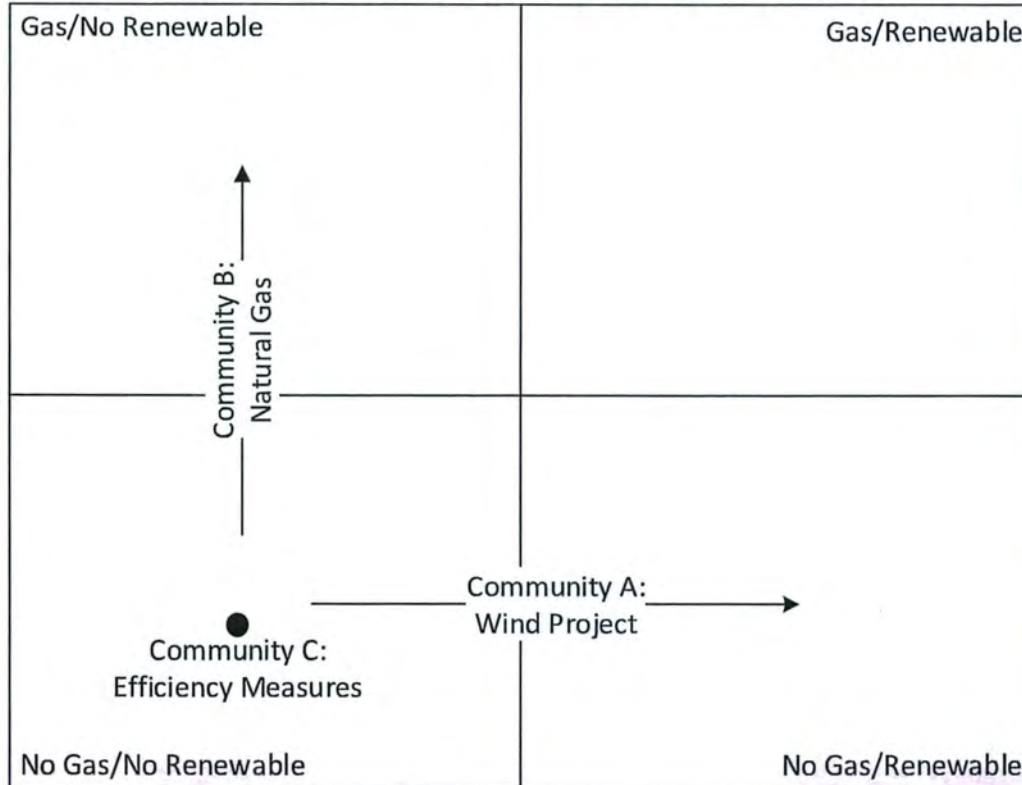 Gas/No Renewable
Gas/Renewable
Community B:
Natural Gas
Community A:
Wind Project
Community C:
Efficiency Measures
No Gas/No Renewable
No Gas/Renewable